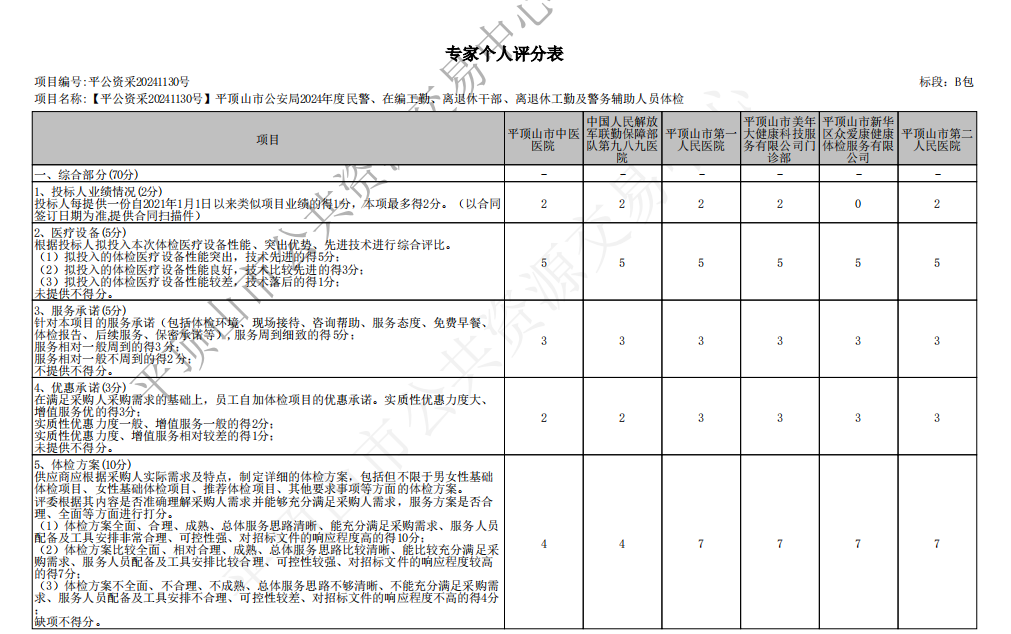 专家个人评分表
项目编号:平公资采20241130号
标段: B包
项目名称:【平公资采20241130号】平顶山市公安局2024年度民警、在编工勤、离退休干部、离退休工勤及警务辅助人员体检
项目
平顶山市中医
医院
中国人民解放
军联勤保障部
队第九八九医
院
平顶山市第一
人民医院
平顶山市美年
大健康科技服
务有限公司门
诊部
平顶山市新华
区众爱康健康
体检服务有限
公司
平顶山市第二
人民医院
一、综合部分(70分)
- - - - - -
1、投标人业绩情况(2分)
投标人每提供一份自2021年1月1日以来类似项目业绩的得1分，本项最多得2分。（以合同
签订日期为准,提供合同扫描件）
2 2 2 2 0 2
2、医疗设备(5分)
根据投标人拟投入本次体检医疗设备性能、突出优势、先进技术进行综合评比。
（1）拟投入的体检医疗设备性能突出，技术先进的得5分；
（2）拟投入的体检医疗设备性能良好，技术比较先进的得3分；
（3）拟投入的体检医疗设备性能较差，技术落后的得1分；
未提供不得分。
5 5 5 5 5 5
3、服务承诺(5分)
针对本项目的服务承诺（包括体检环境、现场接待、咨询帮助、服务态度、免费早餐、
体检报告、后续服务、保密承诺等）,服务周到细致的得5分；
服务相对一般周到的得3分；
服务相对一般不周到的得2分；
不提供不得分。
3 3 3 3 3 3
4、优惠承诺(3分)
在满足采购人采购需求的基础上，员工自加体检项目的优惠承诺。实质性优惠力度大、
增值服务优的得3分；
实质性优惠力度一般、增值服务一般的得2分；
实质性优惠力度、增值服务相对较差的得1分；
未提供不得分。
2 2 3 3 3 3
5、体检方案(10分)
供应商应根据采购人实际需求及特点，制定详细的体检方案，包括但不限于男女性基础
体检项目、女性基础体检项目、推荐体检项目、其他要求事项等方面的体检方案。
评委根据其内容是否准确理解采购人需求并能够充分满足采购人需求，服务方案是否合
理、全面等方面进行打分。
（1）体检方案全面、合理、成熟、总体服务思路清晰、能充分满足采购需求、服务人员
配备及工具安排非常合理、可控性强、对招标文件的响应程度高的得10分；
（2）体检方案比较全面、相对合理、成熟、总体服务思路比较清晰、能比较充分满足采
购需求、服务人员配备及工具安排比较合理、可控性较强、对招标文件的响应程度较高
的得7分；
（3）体检方案不全面、不合理、不成熟、总体服务思路不够清晰、不能充分满足采购需
求、服务人员配备及工具安排不合理、可控性较差、对招标文件的响应程度不高的得4分
；
缺项不得分。
4 4 7 7 7 7
平顶山市公共资源交易中心
平顶山市公共资源交易中心